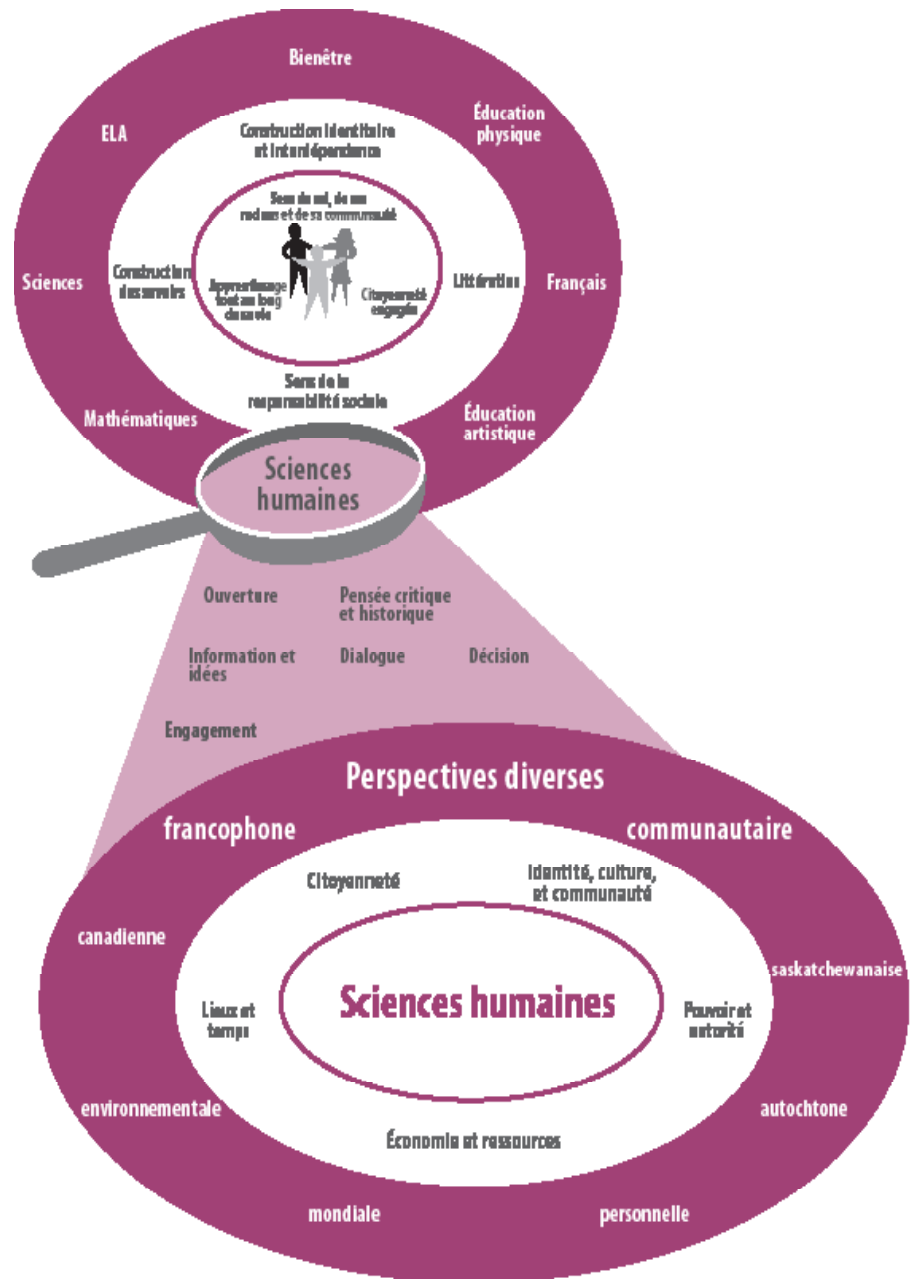 Bienêtre
ELA
Éducation
physique
Construction identitaire
et interdépendance
Sens de soi, de ses
racines et de sa communauté
Sciences
Construction
des savoirs
Apprentissage
tout au long
de sa vie
Citoyenneté
engagée
Littératies
Français
Sens de la
responsabilité sociale
Mathématiques
Éducation
artistique
Sciences
humaines
Ouverture
Pensée critique
et historique
Information et
idées
Dialogue
Décision
Engagement
Perspectives diverses
francophone
communautaire
Citoyenneté
Identité, culture,
et communauté
canadienne
saskatchewanaise
Lieux et
temps
Sciences humaines
Pouvoir et
autorité
environnementale
autochtone
Économie et ressources
mondiale
personnelle